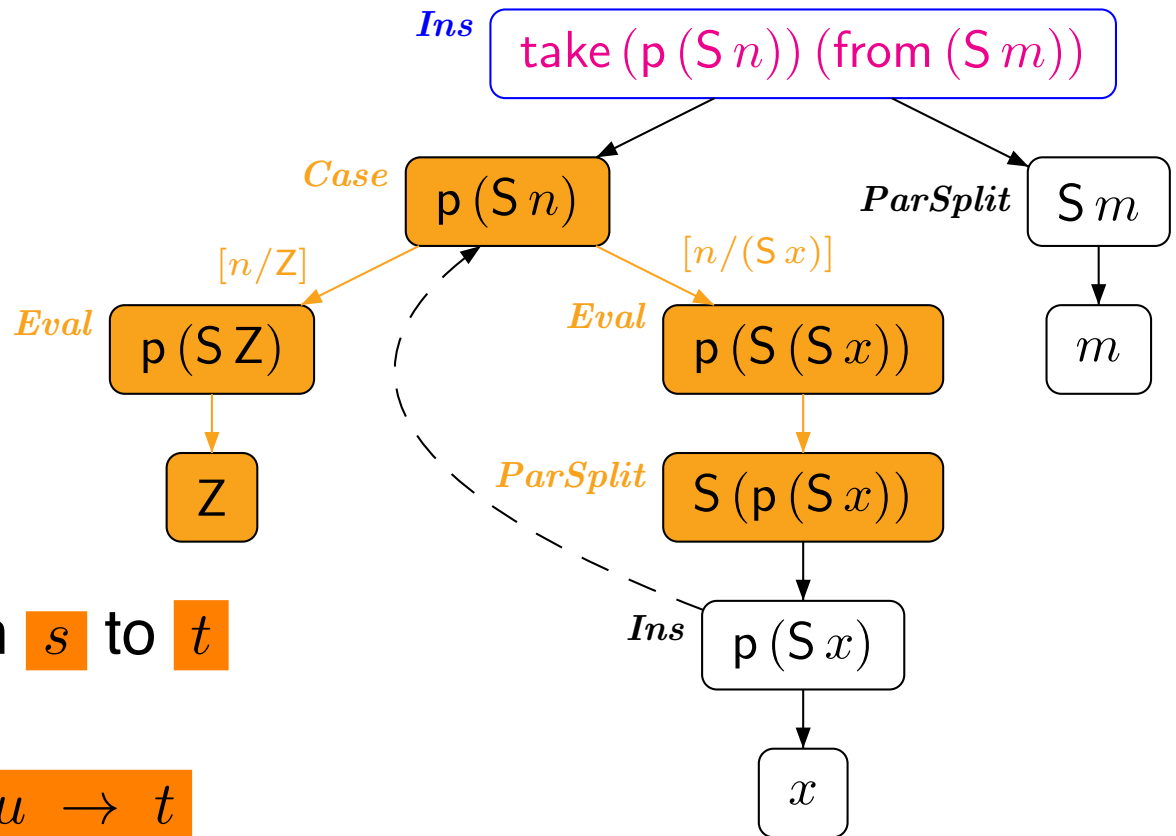 Ins
take (p (S n)) (from (S m))
Case
p (S n)
ParSplit
S m
[n/Z]
[n/(S x)]
Eval
p (S Z)
Eval
p (S (S x))
m
Z
ParSplit
S (p (S x))
s to t
Ins
p (S x)
x
u → t